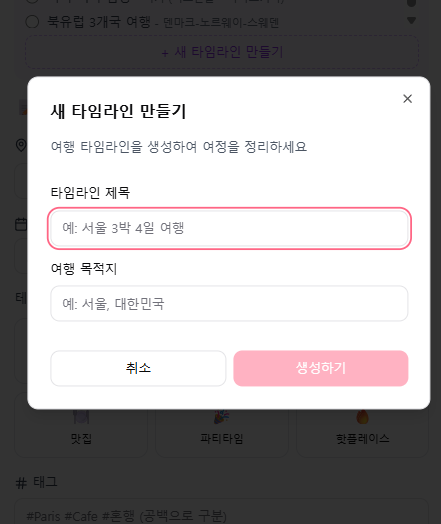 북유럽 3개국 여행 - 덴마크-노르웨이-스웨덴
+ 새 타임라인 만들기
새 타임라인 만들기
여행 타임라인을 생성하여 여정을 정리하세요
타임라인 제목
예: 서울 3박 4일 여행
여행 목적지
예: 서울, 대한민국
취소
생성하기
맛집
파티타임
핫플레이스
# 태그
#Paris #Cafe #혼행 (공백으로 구분)